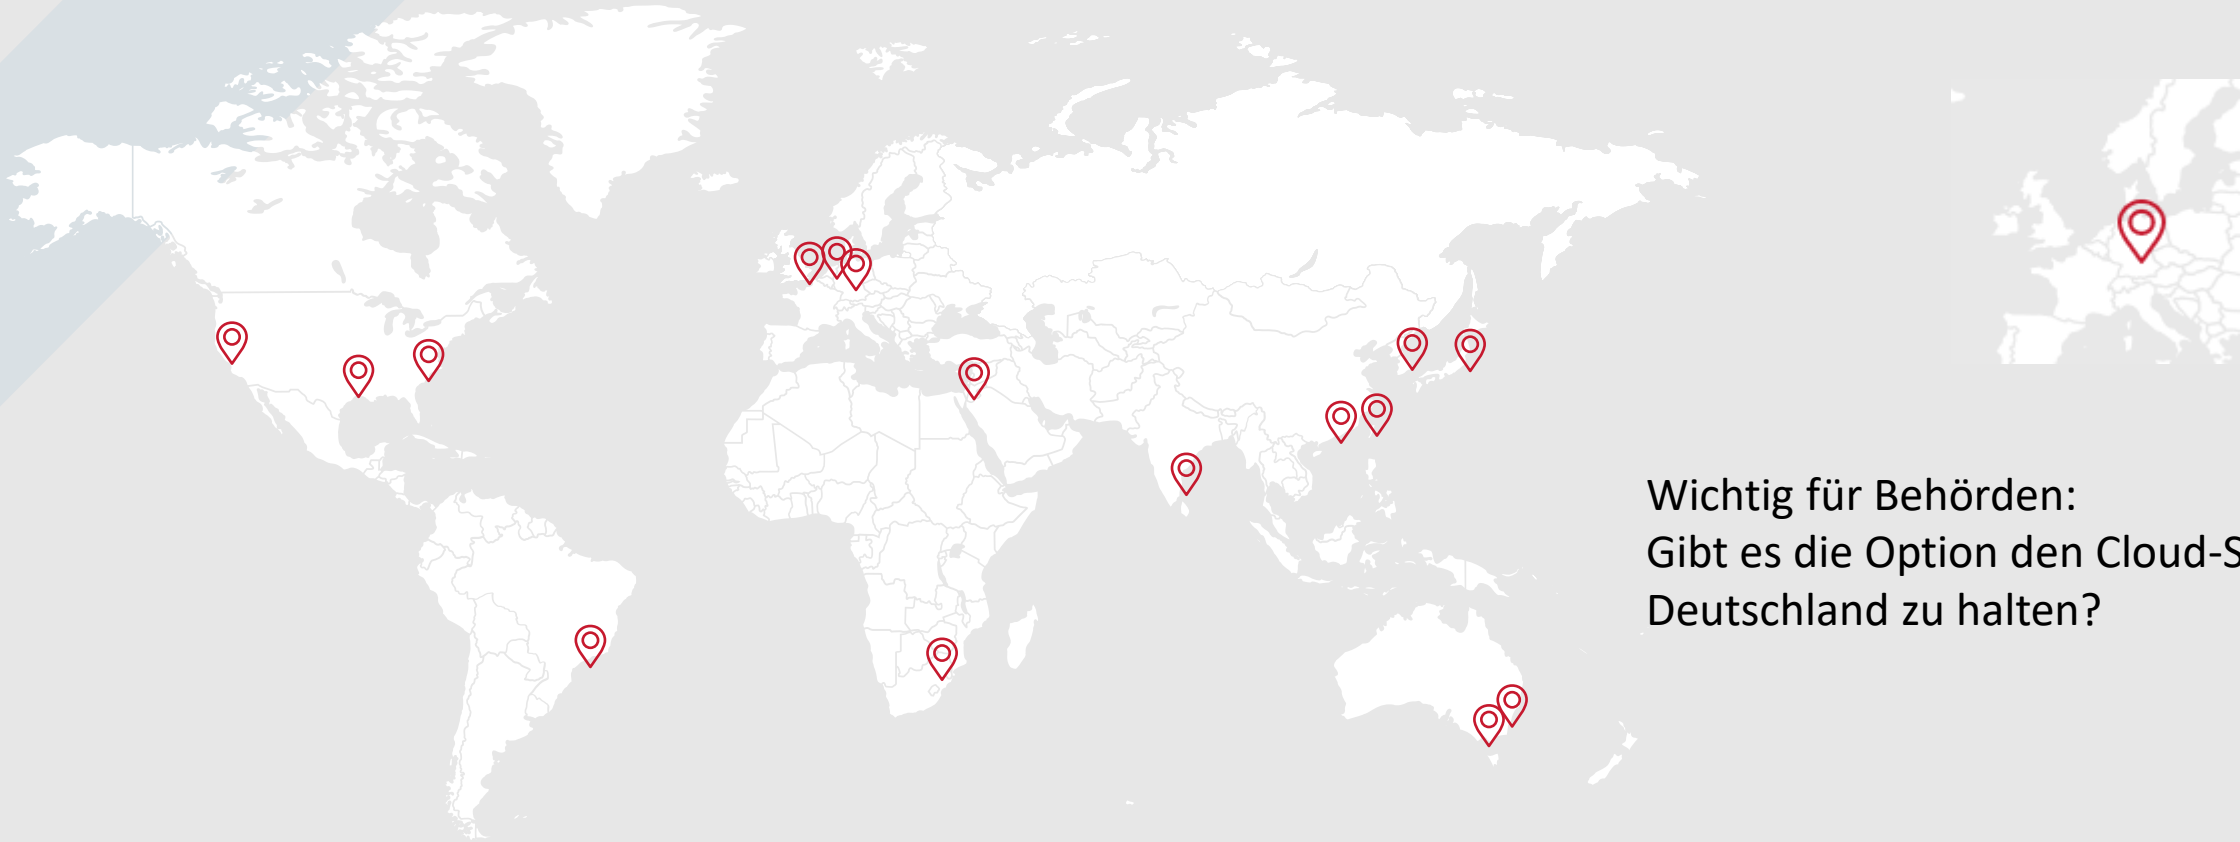 Wichtig für Behörden:
Gibt es die Option den Cloud-S
Deutschland zu halten?